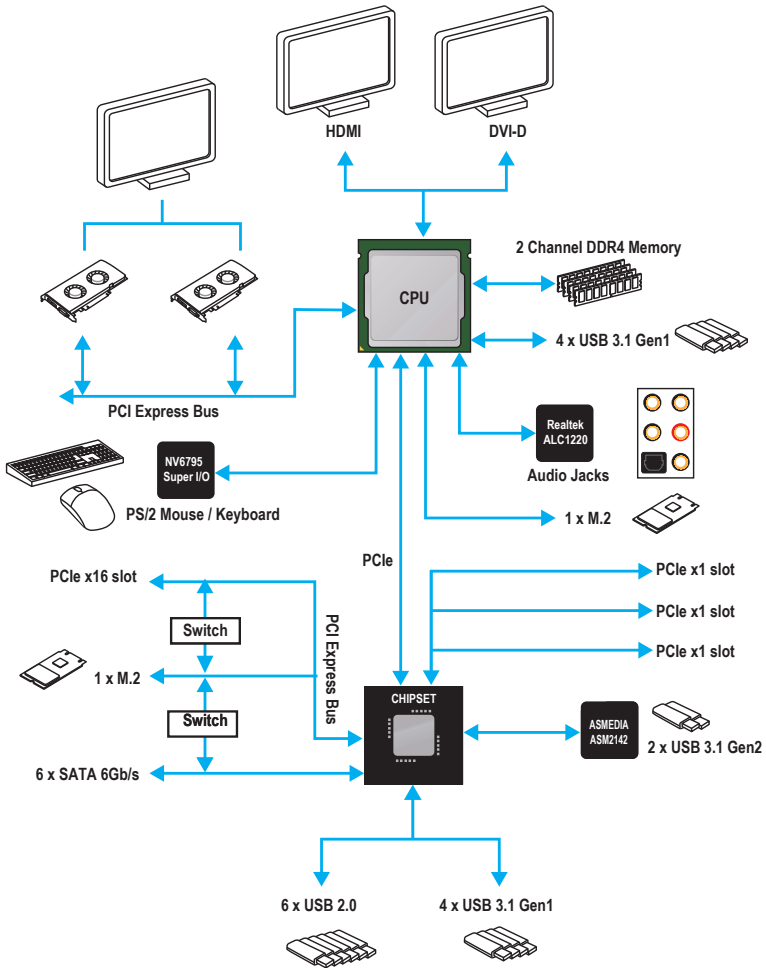 HDMI
DVI-D
2 Channel DDR4 Memory
CPU
4 x USB 3.1 Gen1
PCI Express Bus
Realtek
ALC1220
Audio Jacks
NV6795
Super I/O
PS/2 Mouse / Keyboard
1 x M.2
PCIe
PCIe x16 slot
PCIe x1 slot
Switch
PCI Express Bus
PCIe x1 slot
PCIe x1 slot
1 x M.2
CHIPSET
Switch
ASMEDIA
ASM2142
2 x USB 3.1 Gen2
6 x SATA 6Gb/s
6 x USB 2.0
4 x USB 3.1 Gen1